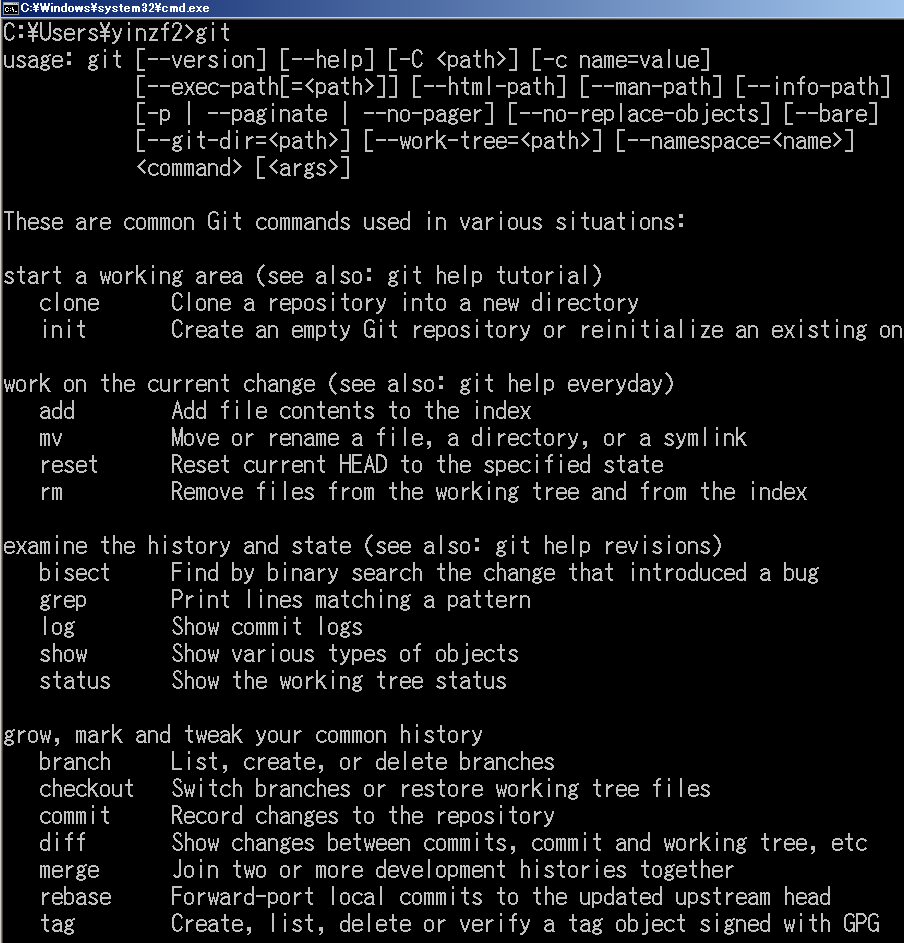 C:¥Windows¥system32¥cmd.exe
C:¥Users¥yinzf2>git
usage: git [--version] [--help] [-C <path>] [-c name=value]
           [--exec-path[=<path>]] [--html-path] [--man-path] [--info-path]
           [-p | --paginate | --no-pager] [--no-replace-objects] [--bare]
           [--git-dir=<path>] [--work-tree=<path>] [--namespace=<name>]
           <command> [<args>]

These are common Git commands used in various situations:

start a working area (see also: git help tutorial)
   clone      Clone a repository into a new directory
   init       Create an empty Git repository or reinitialize an existing on

work on the current change (see also: git help everyday)
   add        Add file contents to the index
   mv         Move or rename a file, a directory, or a symlink
   reset      Reset current HEAD to the specified state
   rm         Remove files from the working tree and from the index

examine the history and state (see also: git help revisions)
   bisect     Find by binary search the change that introduced a bug
   grep       Print lines matching a pattern
   log        Show commit logs
   show       Show various types of objects
   status     Show the working tree status

grow, mark and tweak your common history
   branch     List, create, or delete branches
   checkout   Switch branches or restore working tree files
   commit     Record changes to the repository
   diff       Show changes between commits, commit and working tree, etc
   merge      Join two or more development histories together
   rebase     Forward-port local commits to the updated upstream head
   tag        Create, list, delete or verify a tag object signed with GPG